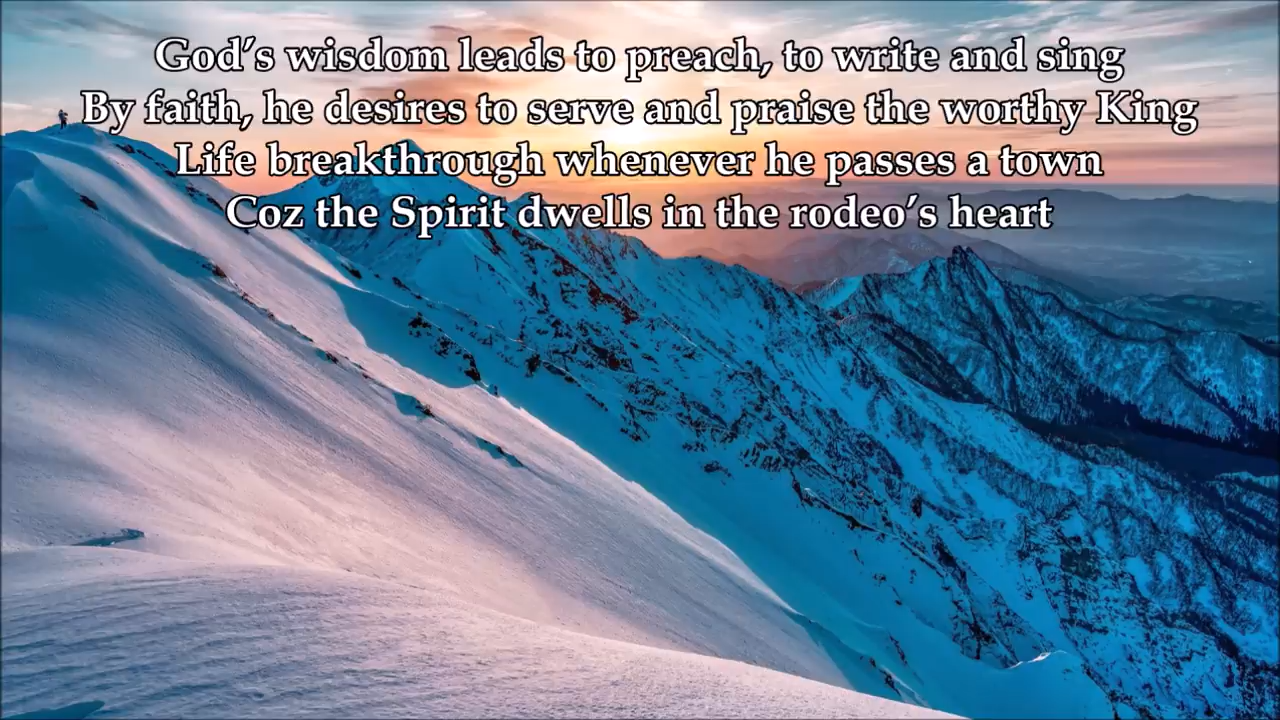 God's wisdom leads to preach, to write and sing
By faith, he desires to serve and praise the worthy King
Life breakthrough whenever he passes a town
Coz the Spirit dwells in the rodeo's heart